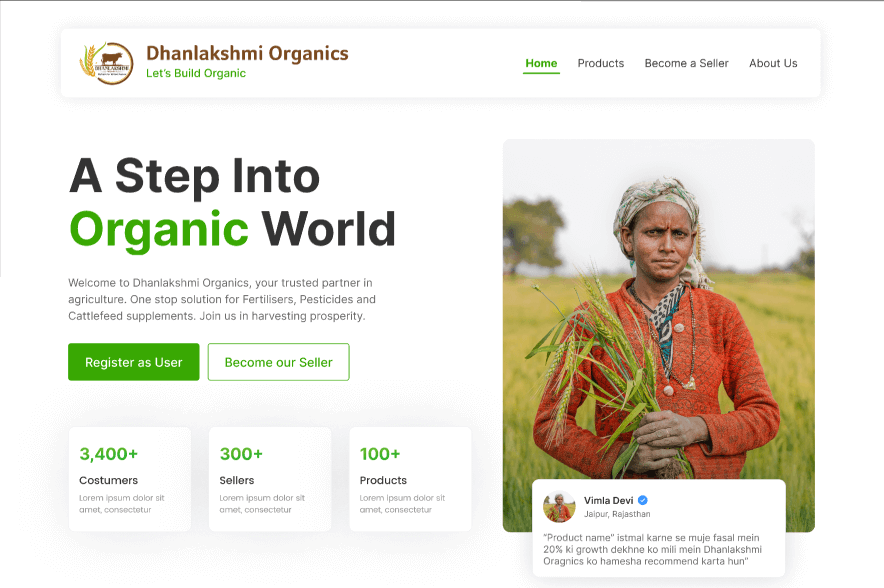 DHANLAKSHMI
Dhanlakshmi Organics
Let's Build Organic
Home
Products
Become a Seller
About Us
A Step Into
Organic World
Welcome to Dhanlakshmi Organics, your trusted partner in
agriculture. One stop solution for Fertilisers, Pesticides and
Cattlefeed supplements. Join us in harvesting prosperity.
Register as User
Become our Seller
3,400+
Costumers
Lorem ipsum dolor sit
amet, consectetur
300+
Sellers
Lorem ipsum dolor sit
amet, consectetur
100+
Products
Lorem ipsum dolor sit
amet, consectetur
Vimla Devi
Jaipur, Rajasthan
“Product name” istmal karne se muje fasal mein
20% ki growth dekhne ko mili mein Dhanlakshmi
Oragnics ko hamesha recommend karta hun”